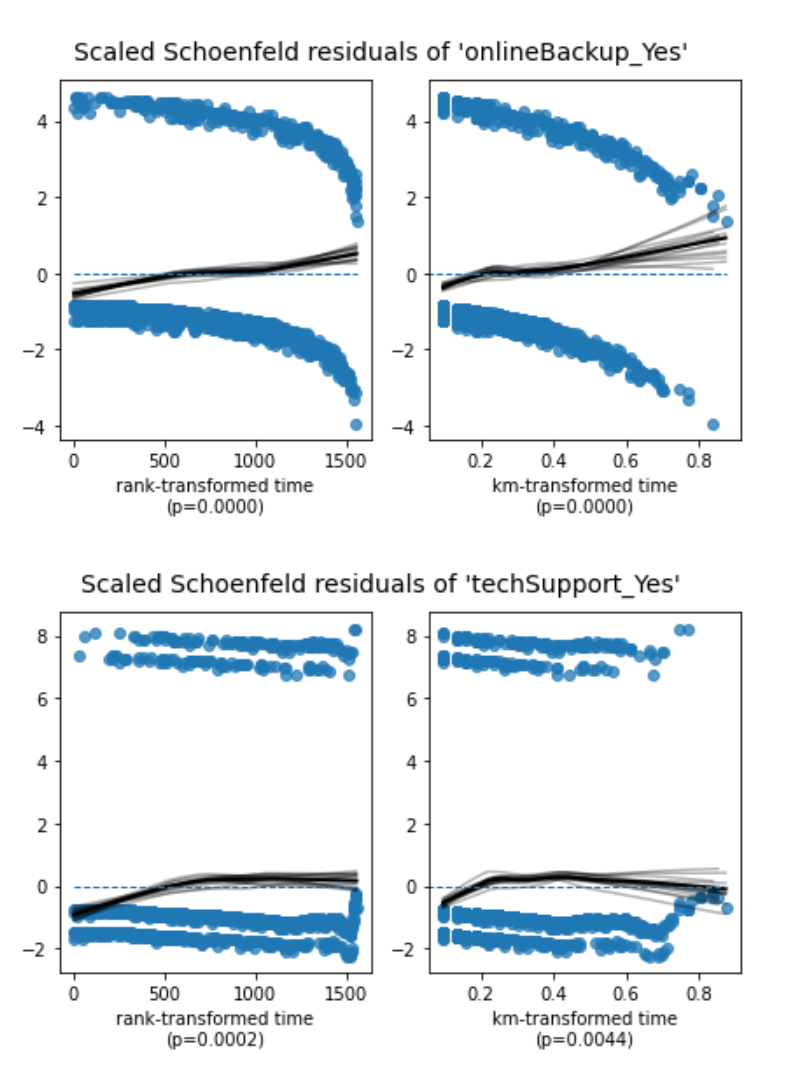 Scaled Schoenfeld residuals of 'onlineBackup_Yes'
4
2
0
−2
−4
0 500 1000 1500
rank-transformed time
(p=0.0000)
4
2
0
−2
−4
0.2 0.4 0.6 0.8
km-transformed time
(p=0.0000)
Scaled Schoenfeld residuals of 'techSupport_Yes'
8
6
4
2
0
−2
0 500 1000 1500
rank-transformed time
(p=0.0002)
8
6
4
2
0
−2
0.2 0.4 0.6 0.8
km-transformed time
(p=0.0044)